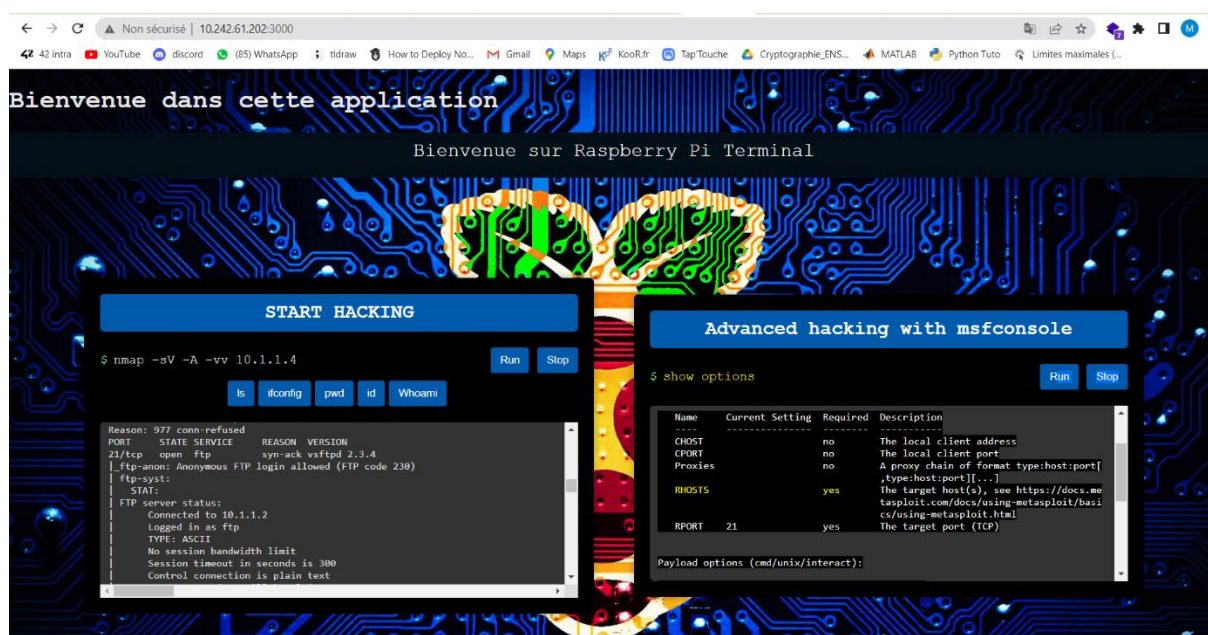 Non sécurisé | 10.242.61.202:3000
M
42 42 intra YouTube discord (85) WhatsApp tldraw How to Deploy No... Gmail Maps KooR.fr Tap'Touche Cryptographie_ENS... MATLAB Python Tuto Limites maximales (...
Bienvenue dans cette application
Bienvenue sur Raspberry Pi Terminal
START HACKING
$ nmap -sV -A -vv 10.1.1.4
Run Stop
ls ifconfig pwd id Whoami
Reason: 977 conn-refused
PORT STATE SERVICE REASON VERSION
21/tcp open ftp syn-ack vsftpd 2.3.4
|_ftp-anon: Anonymous FTP login allowed (FTP code 230)
| ftp-syst:
| STAT:
| FTP server status:
| Connected to 10.1.1.2
| Logged in as ftp
| TYPE: ASCII
| No session bandwidth limit
| Session timeout in seconds is 300
| Control connection is plain text
Advanced hacking with msfconsole
$ show options
Run Stop
Name Current Setting Required Description
---- --------------- -------- -----------
CHOST no The local client address
CPORT no The local client port
Proxies no A proxy chain of format type:host:port[
,type:host:port][...]
RHOSTS yes The target host(s), see https://docs.me
tasploit.com/docs/using-metasploit/basi
cs/using-metasploit.html
RPORT 21 yes The target port (TCP)
Payload options (cmd/unix/interact):